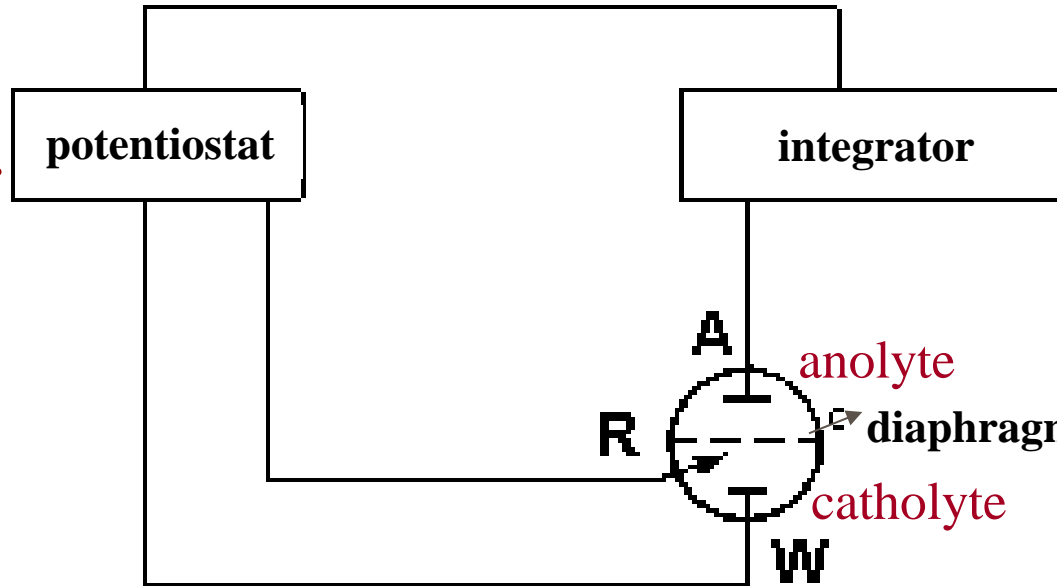 potentiostat
integrator
A
anolyte
R
diaphragm
catholyte
W